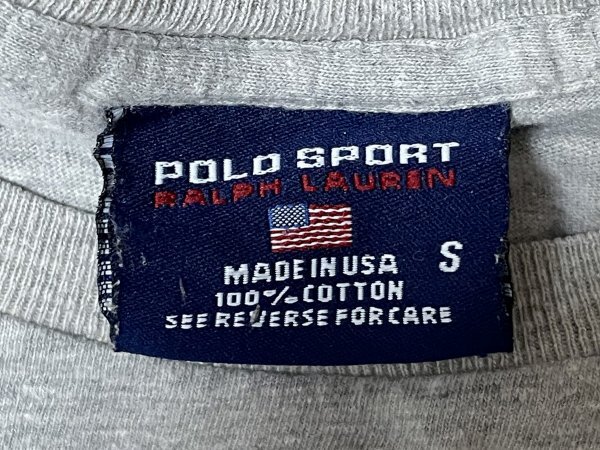 POLO SPORT
RALPH LAUREN
MADE IN USA
S
100% COTTON
SEE REVERSE FOR CARE